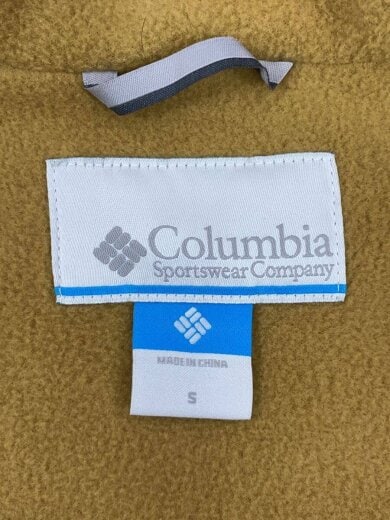 Columbia
Sportswear Company
MADE IN CHINA
S